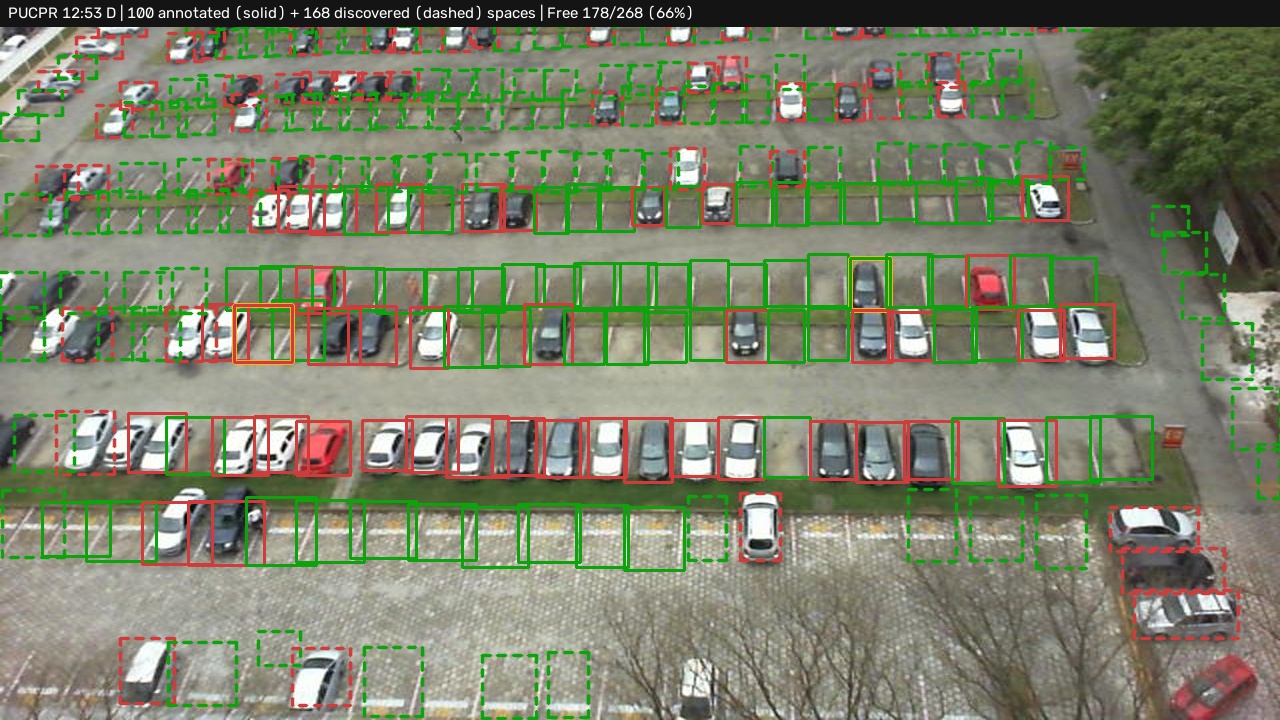 PUCPR 12:53 D | 100 annotated (solid) + 168 discovered (dashed) spaces | Free 178/268 (66%)